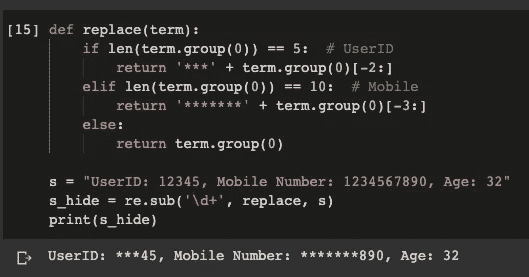 [15] def replace(term):
    if len(term.group(0)) == 5:  # UserID
        return '***' + term.group(0)[-2:]
    elif len(term.group(0)) == 10:  # Mobile
        return '*******' + term.group(0)[-3:]
    else:
        return term.group(0)
s = "UserID: 12345, Mobile Number: 1234567890, Age: 32"
s_hide = re.sub('\d+', replace, s)
print(s_hide)
UserID: ***45, Mobile Number: *******890, Age: 32